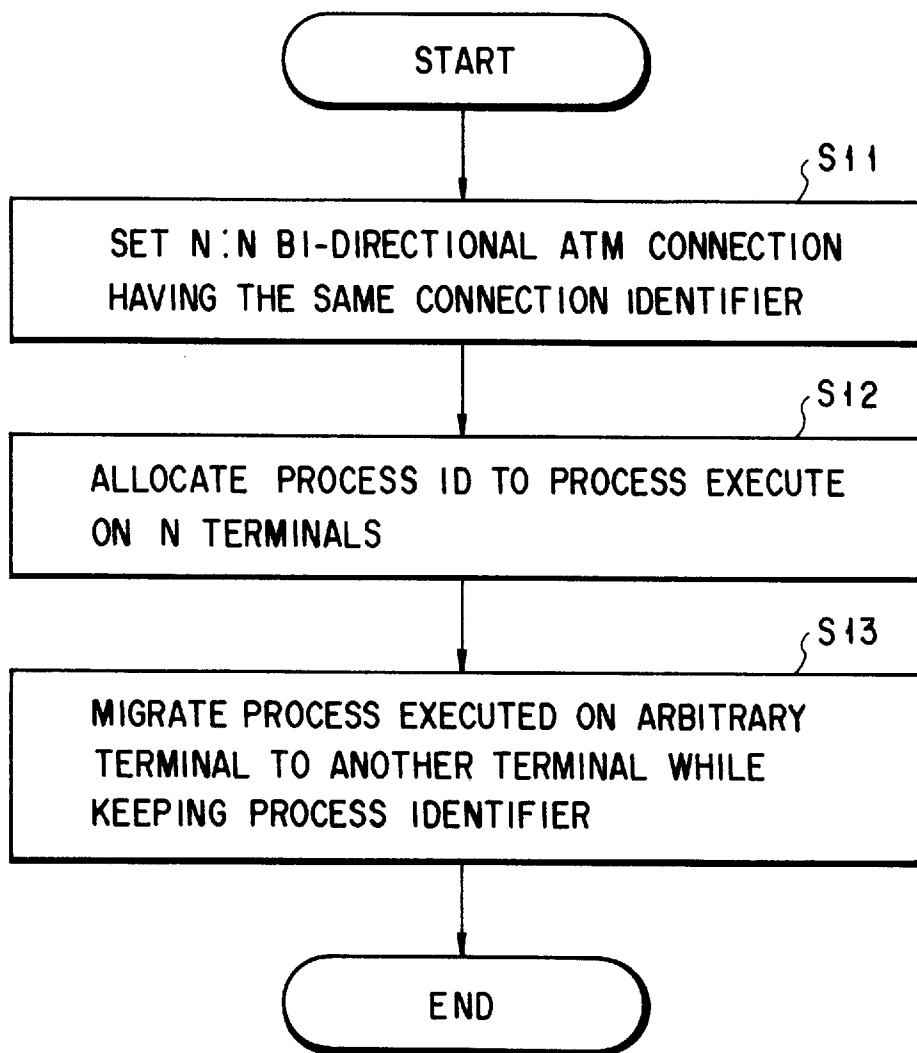 START
S11
SET N:N BI-DIRECTIONAL ATM CONNECTION
HAVING THE SAME CONNECTION IDENTIFIER
S12
ALLOCATE PROCESS ID TO PROCESS EXECUTE
ON N TERMINALS
S13
MIGRATE PROCESS EXECUTED ON ARBITRARY
TERMINAL TO ANOTHER TERMINAL WHILE
KEEPING PROCESS IDENTIFIER
END